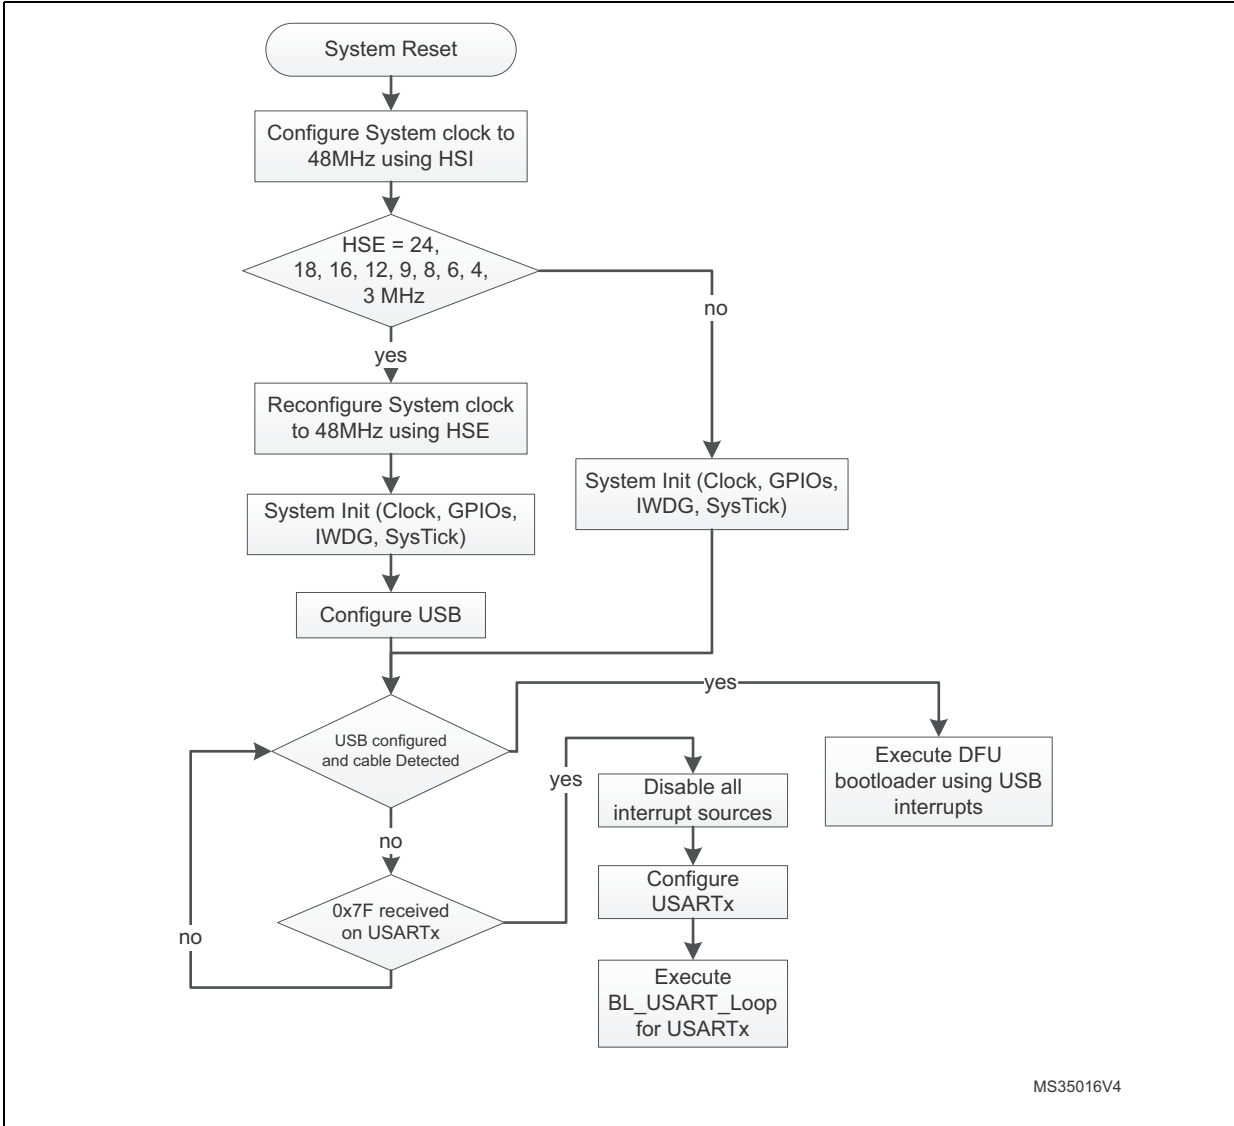 System Reset
Configure System clock to
48MHz using HSI
HSE = 24,
18, 16, 12, 9, 8, 6, 4,
3 MHz
no
yes
Reconfigure System clock
to 48MHz using HSE
System Init (Clock, GPIOs,
IWDG, SysTick)
System Init (Clock, GPIOs,
IWDG, SysTick)
Configure USB
yes
USB configured
and cable Detected
Execute DFU
bootloader using USB
interrupts
yes
Disable all
interrupt sources
no
Configure
USARTx
0x7F received
on USARTx
no
Execute
BL_USART_Loop
for USARTx
MS35016V4